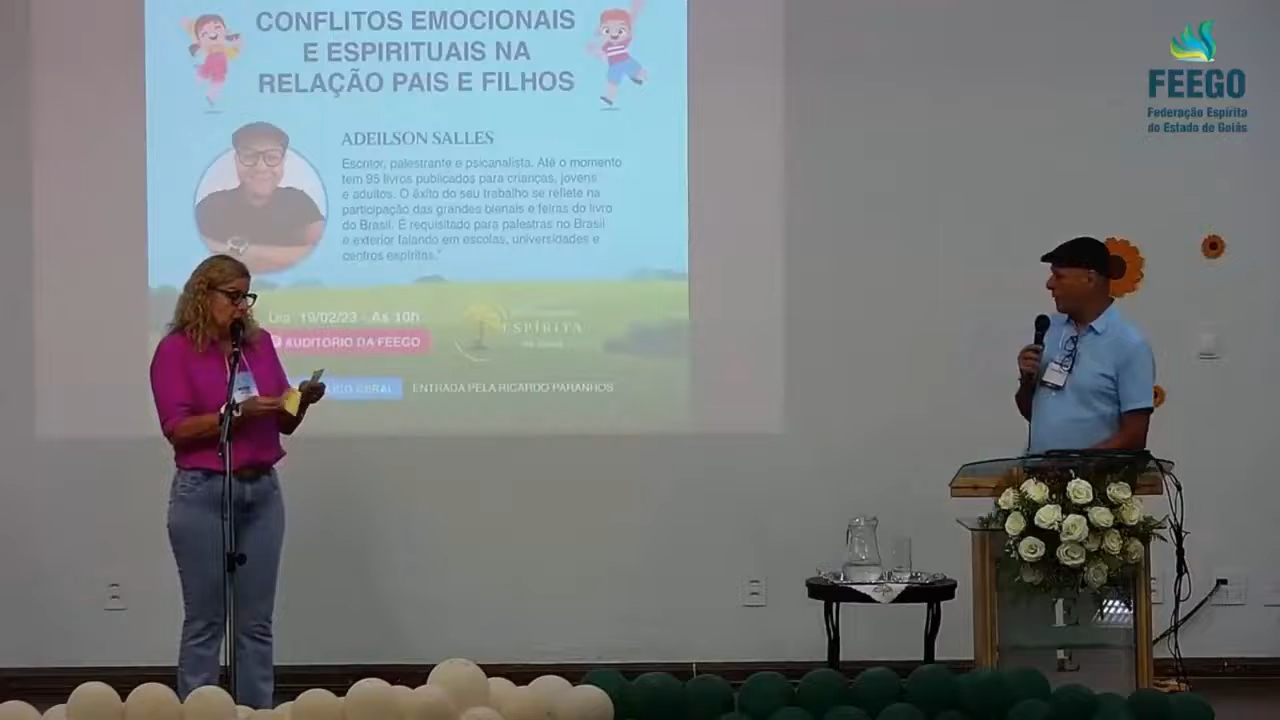 CONFLITOS EMOCIONAIS
E ESPIRITUAIS NA
RELAÇÃO PAIS E FILHOS
ADEILSON SALLES
Escritor, palestrante e psicanalista. Até o momento
tem 95 livros publicados para crianças, jovens
e adultos. O êxito do seu trabalho se reflete na
participação das grandes bienais e feiras do livro
do Brasil. É requisitado para palestras no Brasil
e exterior falando em escolas, universidades e
centros espíritas."
19/02/23 - Às 10h
AUDITÓRIO DA FEEGO
ESPÍRITA
GERAL
ENTRADA PELA RICARDO PARANHOS
FEEGO
Federação Espírita
do Estado de Goiás